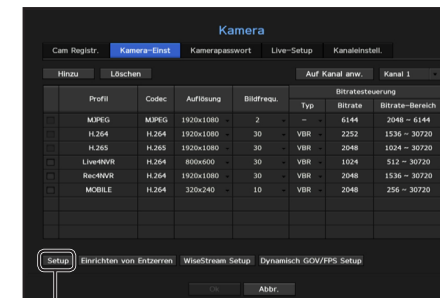 Kamera
Cam Registr. Kamera-Einst Kamerapasswort Live-Setup Kanaleinstell.
Hinzu Löschen Auf Kanal anw. Kanal 1
Profil Codec Auflösung Bildfrequ. Bitratesteuerung
Typ Bitrate Bitrate-Bereich
MJPEG MJPEG 1920x1080 2 - 6144 2048 ~ 6144
H.264 H.264 1920x1080 30 VBR 2252 1536 ~ 30720
H.265 H.265 1920x1080 30 VBR 2048 1024 ~ 30720
Live4NVR H.264 800x600 30 VBR 1024 512 ~ 30720
Rec4NVR H.264 1920x1080 30 VBR 2048 1536 ~ 30720
MOBILE H.264 320x240 10 VBR 2048 256 ~ 30720
Setup Einrichten von Entzerren WiseStream Setup Dynamisch GOV/FPS Setup
Ok Abbr.